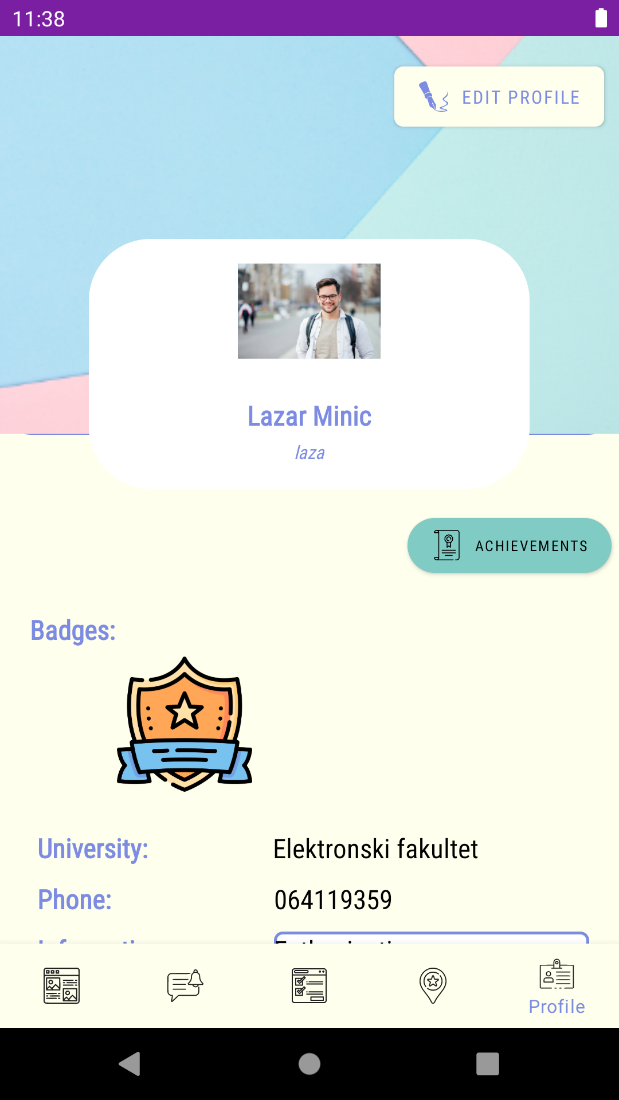 11:38
EDIT PROFILE
Lazar Minic
laza
ACHIEVEMENTS
Badges:
University: Elektronski fakultet
Phone: 064119359
Profile